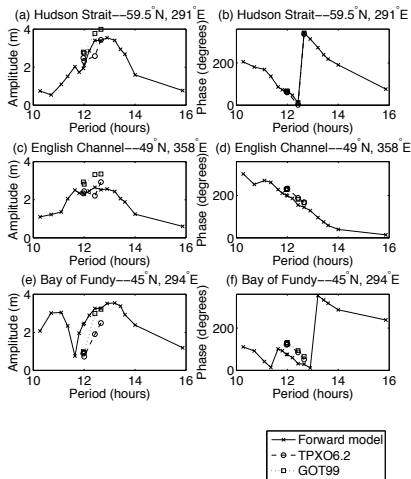 (a) Hudson Strait--59.5°N, 291°E
Amplitude (m)
4
2
0
10 12 14 16
Period (hours)
(b) Hudson Strait--59.5°N, 291°E
Phase (degrees)
200
0
10 12 14 16
Period (hours)
(c) English Channel--49°N, 358°E
Amplitude (m)
4
2
0
10 12 14 16
Period (hours)
(d) English Channel--49°N, 358°E
Phase (degrees)
200
0
10 12 14 16
Period (hours)
(e) Bay of Fundy--45°N, 294°E
Amplitude (m)
4
2
0
10 12 14 16
Period (hours)
(f) Bay of Fundy--45°N, 294°E
Phase (degrees)
200
0
10 12 14 16
Period (hours)
Forward model
TPXO6.2
GOT99